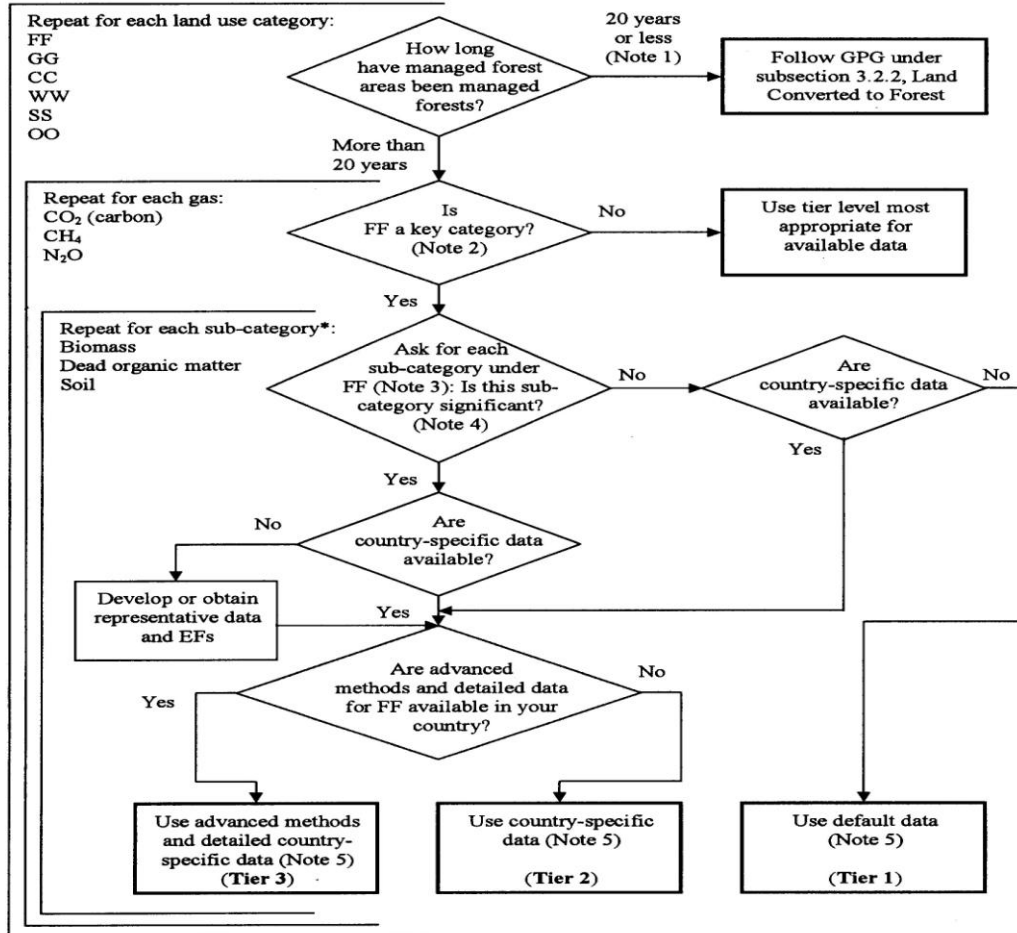 Repeat for each land use category:
FF
GG
CC
WW
SS
OO
How long
have managed forest
areas been managed
forests?
20 years
or less
(Note 1)
Follow GPG under
subsection 3.2.2, Land
Converted to Forest
More than
20 years
Repeat for each gas:
CO₂ (carbon)
CH₄
N₂O
Is
FF a key category?
(Note 2)
No
Use tier level most
appropriate for
available data
Yes
Repeat for each sub-category*:
Biomass
Dead organic matter
Soil
Ask for each
sub-category under
FF (Note 3): Is this sub-
category significant?
(Note 4)
No
Are
country-specific data
available?
No
Yes
Yes
Are
country-specific data
available?
No
Develop or obtain
representative data
and EFs
Yes
Are advanced
methods and detailed data
for FF available in your
country?
Yes
No
Use advanced methods
and detailed country-
specific data (Note 5)
(Tier 3)
Use country-specific
data (Note 5)
(Tier 2)
Use default data
(Note 5)
(Tier 1)